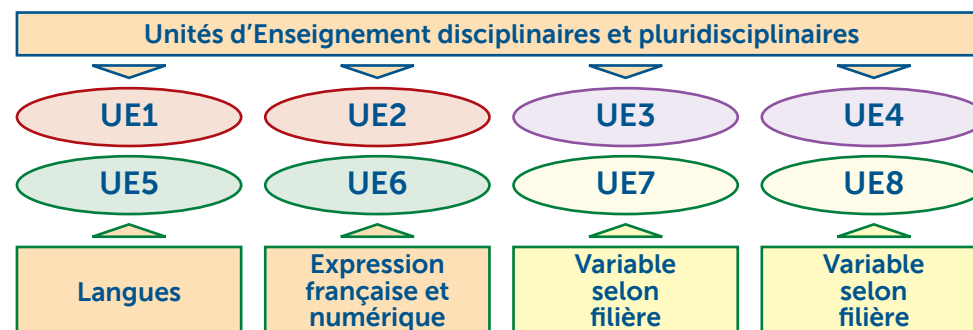 Unités d’Enseignement disciplinaires et pluridisciplinaires
UE1 UE2 UE3 UE4
UE5 UE6 UE7 UE8
Langues
Expression
française et
numérique
Variable
selon
filière
Variable
selon
filière